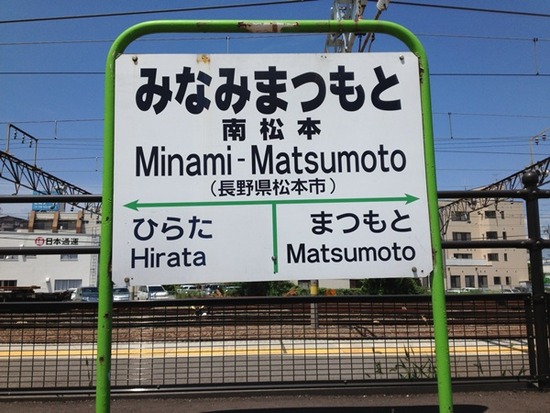 みなみまつもと
南松本
Minami-Matsumoto
(長野県松本市)
ひらた
Hirata
まつもと
Matsumoto
日本通運